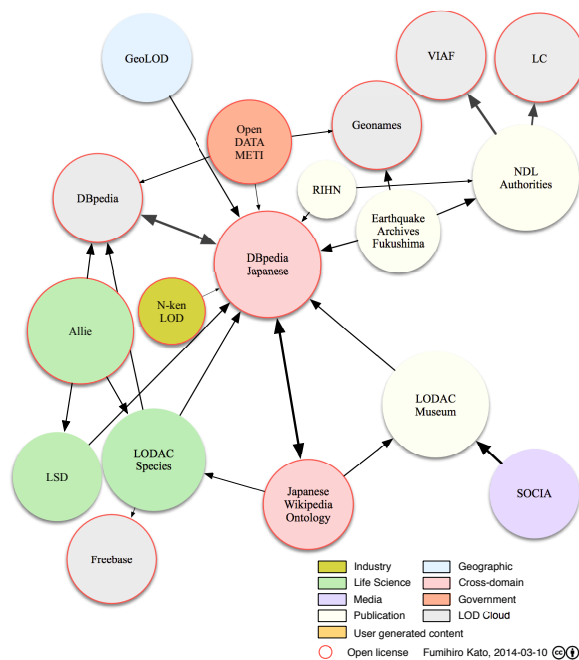 GeoLOD
VIAF
LC
Open
DATA
METI
Geonames
NDL
Authorities
RIHN
DBpedia
Earthquake
Archives
Fukushima
DBpedia
Japanese
N-ken
LOD
Allie
LODAC
Museum
LODAC
Species
LSD
Japanese
Wikipedia
Ontology
SOCIA
Freebase
Industry
Geographic
Life Science
Cross-domain
Media
Government
Publication
LOD Cloud
User generated content
Open license
Fumihiro Kato, 2014-03-10
cc